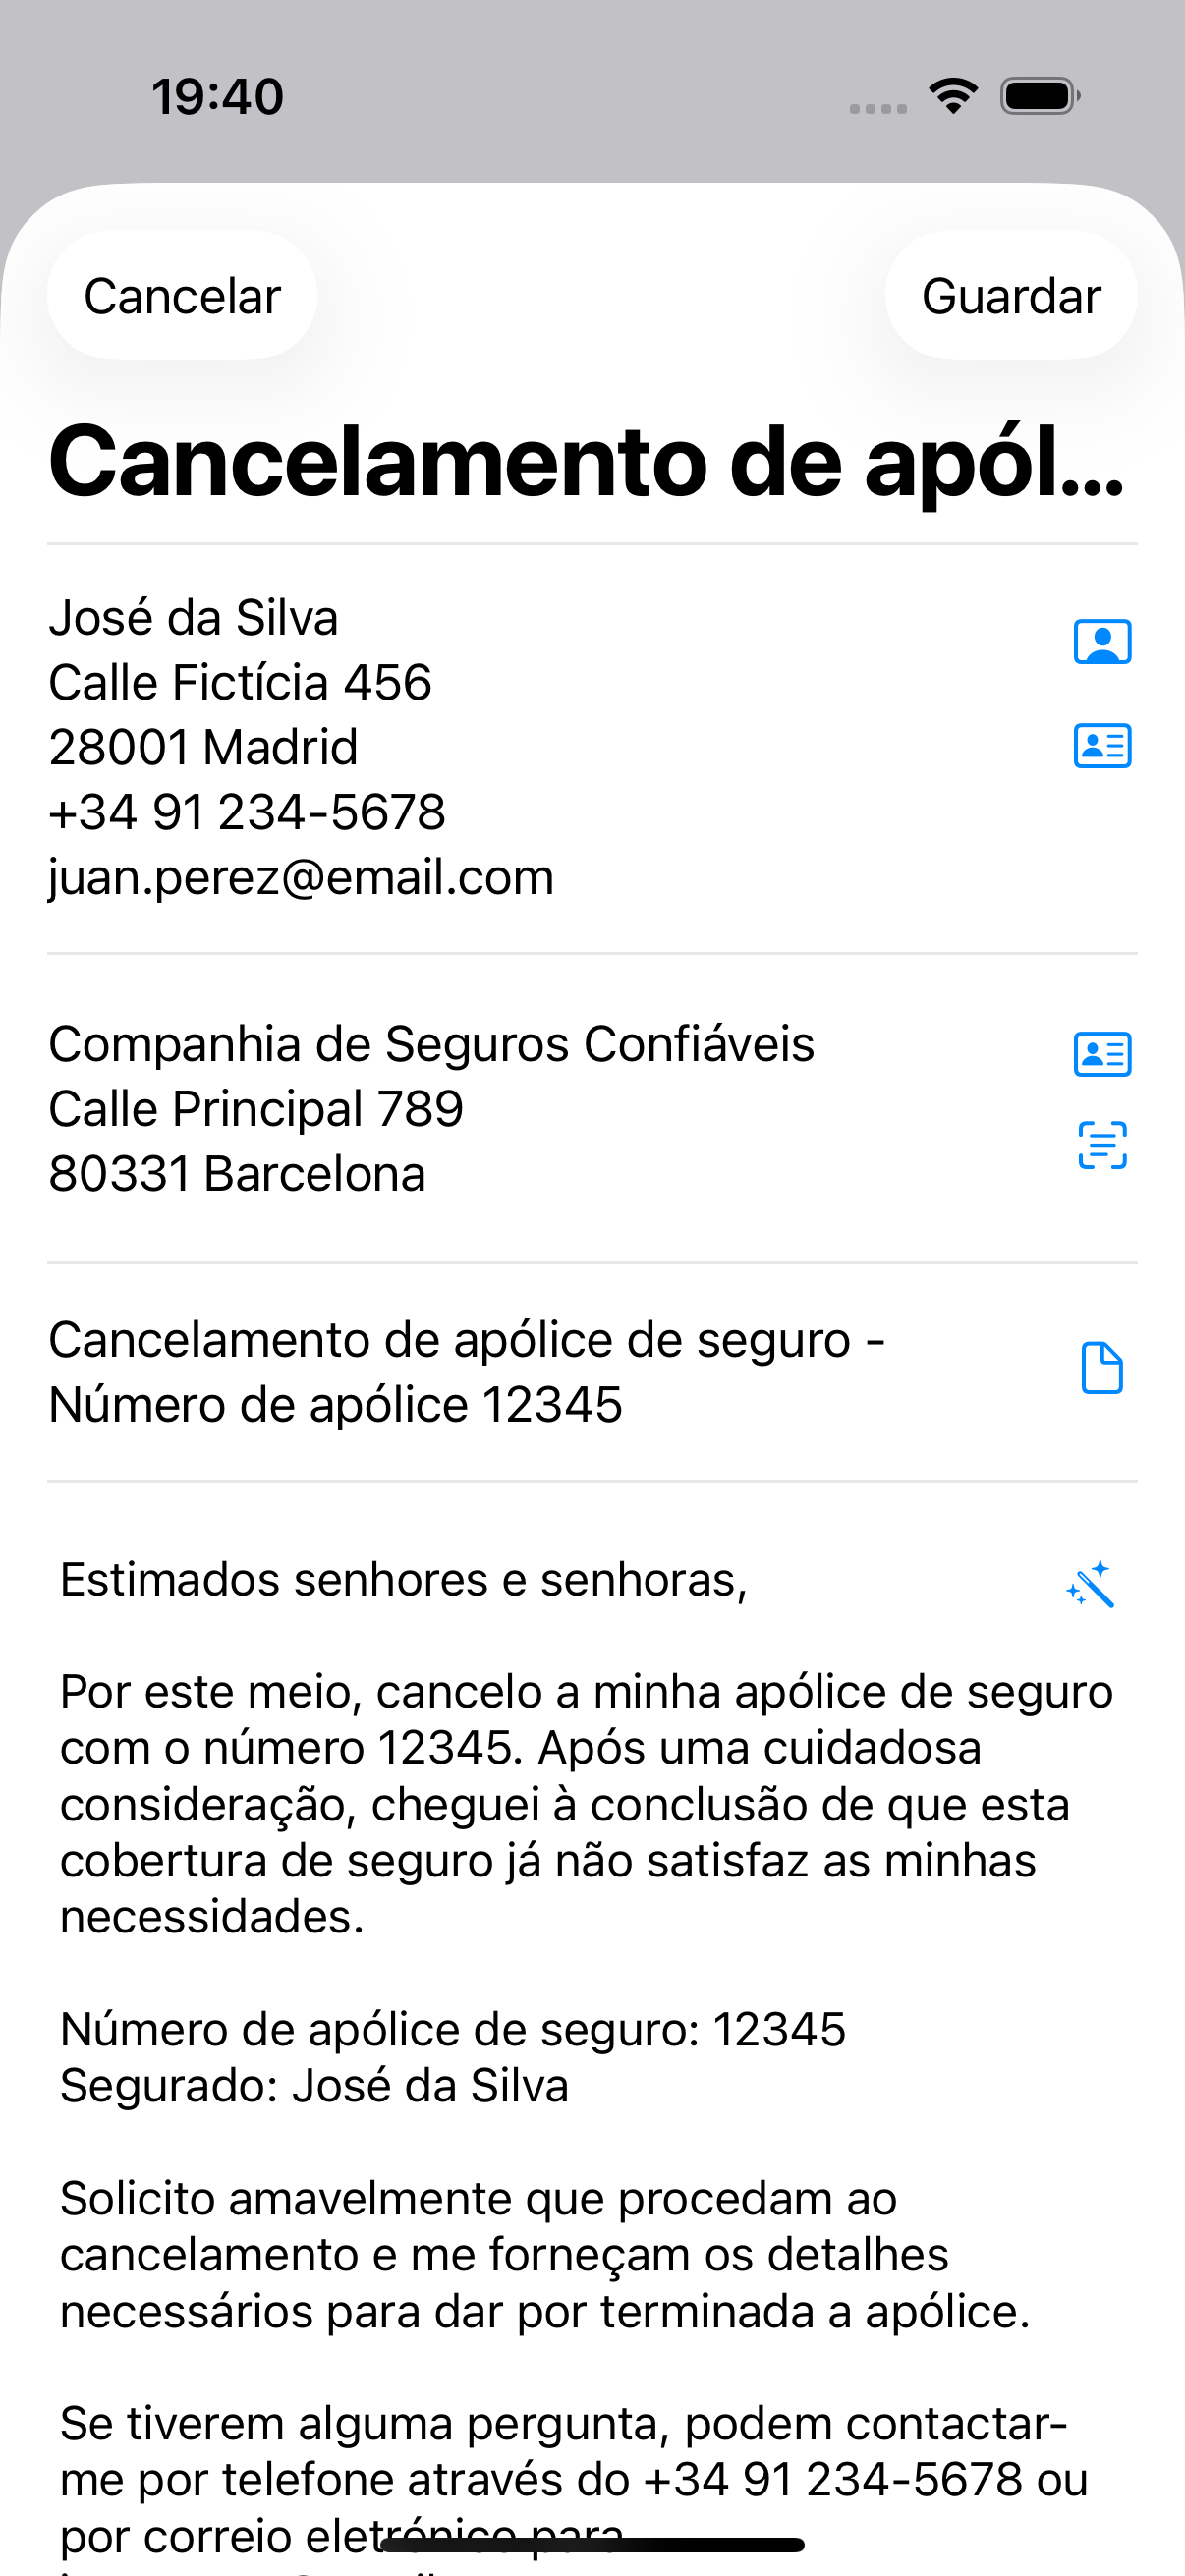 19:40
Cancelar
Guardar
Cancelamento de apól...
José da Silva
Calle Fictícia 456
28001 Madrid
+34 91 234-5678
juan.perez@email.com
Companhia de Seguros Confiáveis
Calle Principal 789
80331 Barcelona
Cancelamento de apólice de seguro -
Número de apólice 12345
Estimados senhores e senhoras,
Por este meio, cancelo a minha apólice de seguro
com o número 12345. Após uma cuidadosa
consideração, cheguei à conclusão de que esta
cobertura de seguro já não satisfaz as minhas
necessidades.
Número de apólice de seguro: 12345
Segurado: José da Silva
Solicito amavelmente que procedam ao
cancelamento e me forneçam os detalhes
necessários para dar por terminada a apólice.
Se tiverem alguma pergunta, podem contactar-
me por telefone através do +34 91 234-5678 ou
por correio eletrónico para